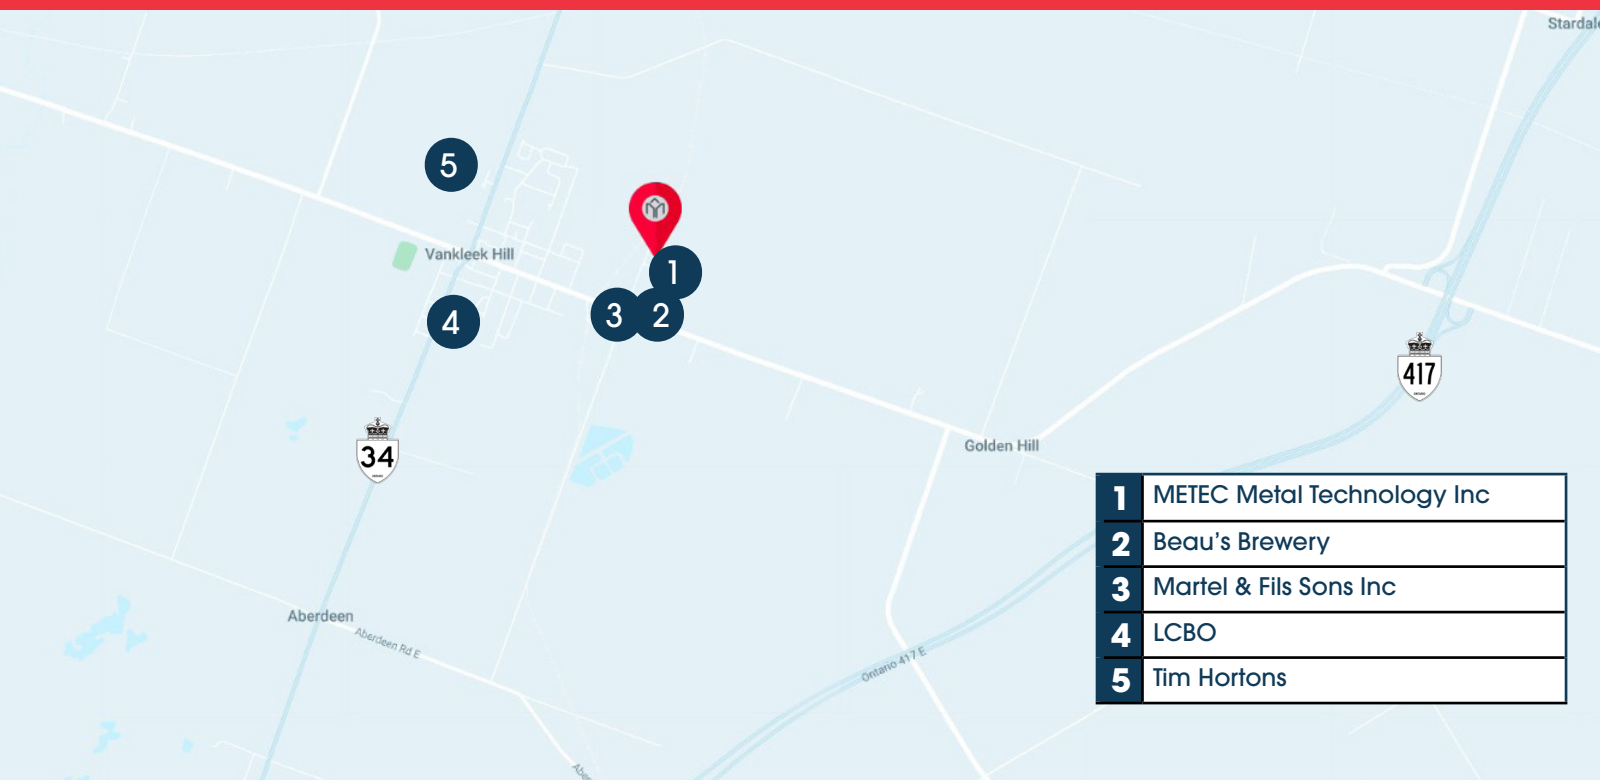 Stardale
5
Vankleek Hill
1
3
2
4
417
34
Golden Hill
1 METEC Metal Technology Inc
2 Beau's Brewery
3 Martel & Fils Sons Inc
4 LCBO
5 Tim Hortons
Aberdeen
Aberdeen Rd E
Ontario 417 E